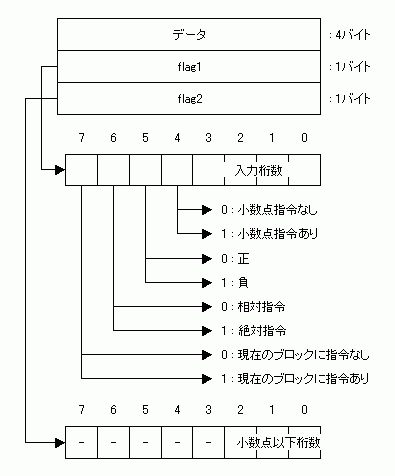 データ : 4バイト
flag1 : 1バイト
flag2 : 1バイト
7 6 5 4 3 2 1 0
入力桁数
0 : 小数点指令なし
1 : 小数点指令あり
0 : 正
1 : 負
0 : 相対指令
1 : 絶対指令
0 : 現在のブロックに指令なし
1 : 現在のブロックに指令あり
7 6 5 4 3 2 1 0
- - - - - 小数点以下桁数